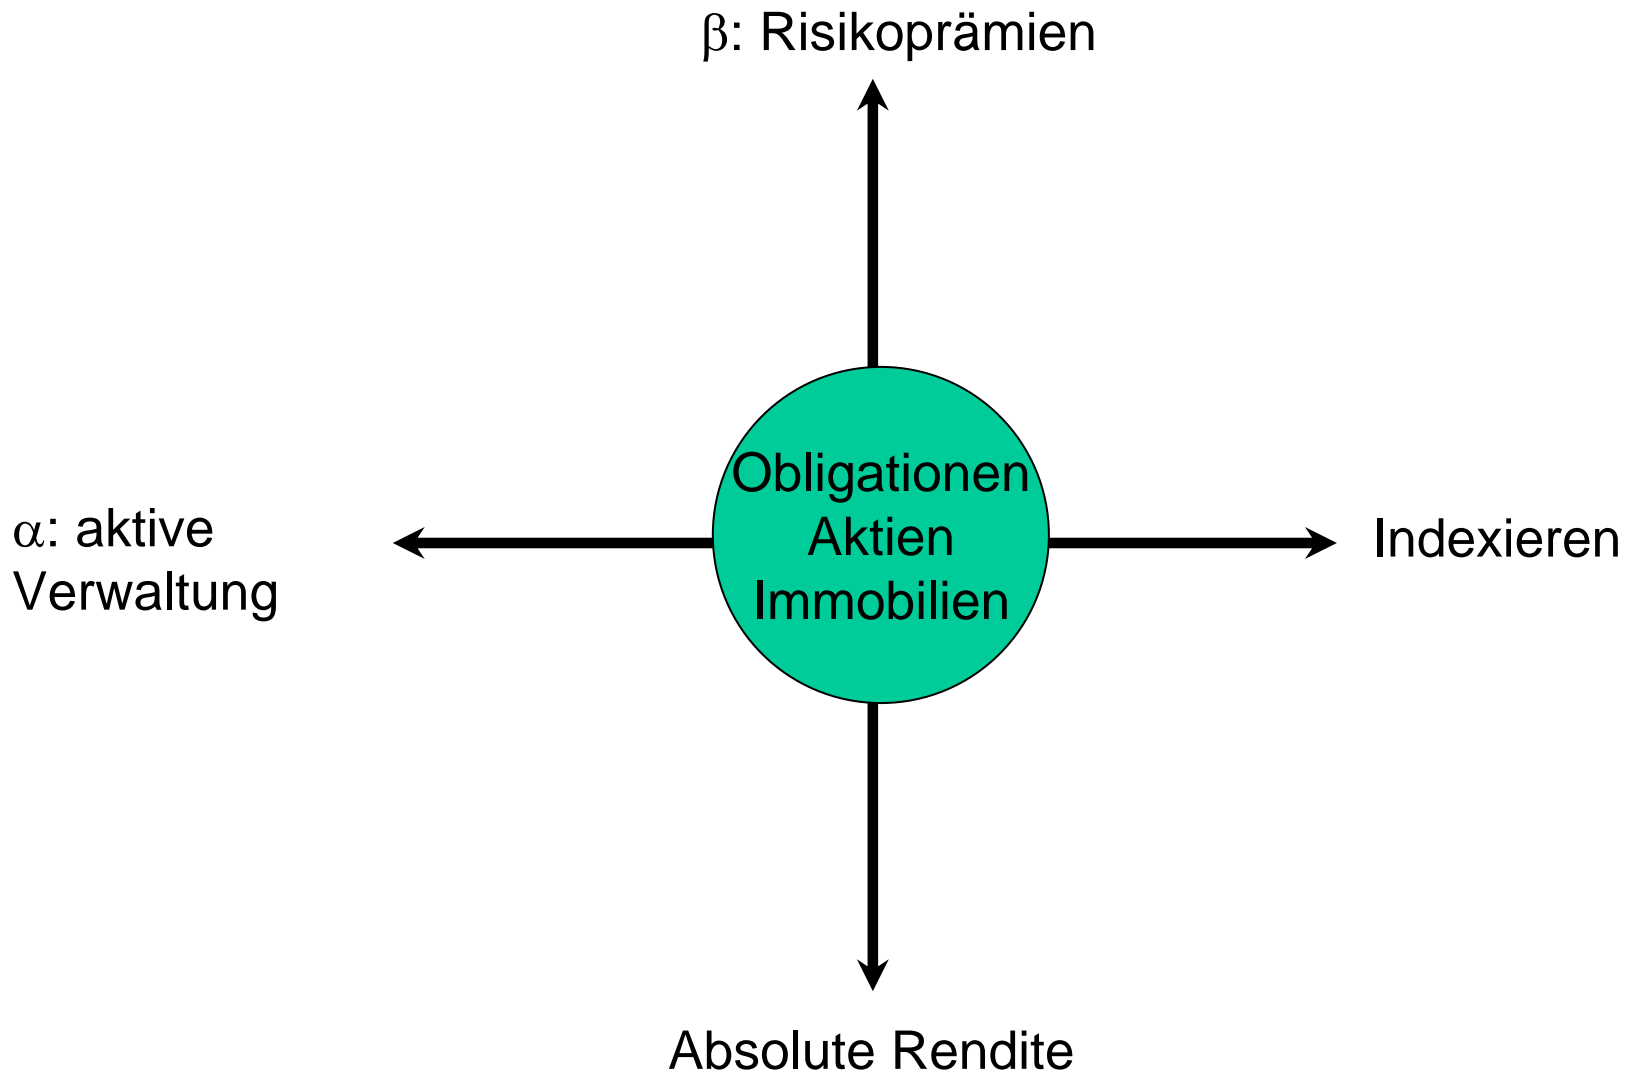 β: Risikoprämien
Obligationen
Aktien
Immobilien
α: aktive
Verwaltung
Indexieren
Absolute Rendite